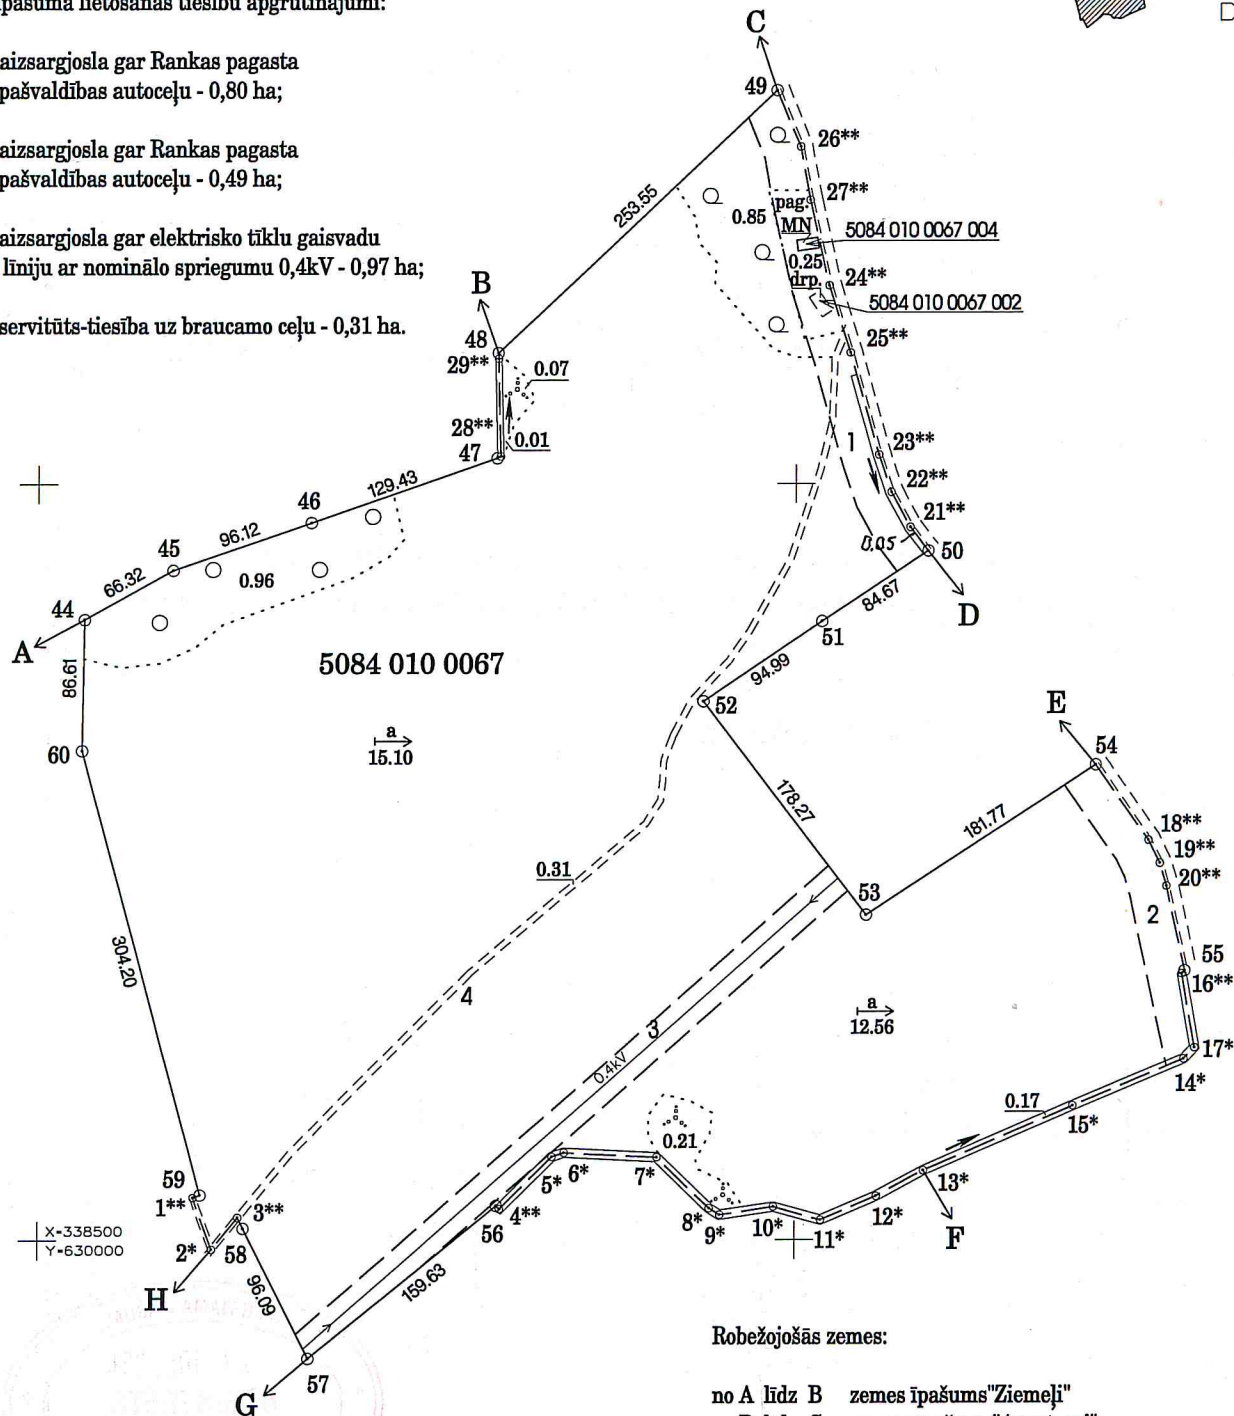 īpašuma lietošanas tiesību apgrūtinājumi:
aizsargjosla gar Rankas pagasta
pašvaldības autoceļu - 0,80 ha;
aizsargjosla gar Rankas pagasta
pašvaldības autoceļu - 0,49 ha;
aizsargjosla gar elektrisko tīklu gaisvadu
līniju ar nominālo spriegumu 0,4kV - 0,97 ha;
servitūts-tiesība uz braucamo ceļu - 0,31 ha.
D
C
49
26**
27**
253.55
0.85
pag.
MN
5084 010 0067 004
0.25
drp.
24**
5084 010 0067 002
25**
B
48
29**
0.07
28**
0.01
47
1
23**
22**
21**
0.05
50
129.43
46
96.12
45
66.32
0.96
44
A
84.67
D
51
86.61
5084 010 0067
94.99
52
E
54
60
a
15.10
178.27
181.77
18**
19**
20**
0.31
53
2
304.20
55
16**
4
a
12.56
3
0.4kV
17*
14*
0.17
15*
0.21
59
1**
3**
5*
6*
7*
13*
4**
56
8*
9*
10*
11*
12*
F
X=338500
Y=630000
2*
58
H
96.09
159.63
57
G
Robežojošās zemes:
no A līdz B zemes īpašums"Ziemeļi"